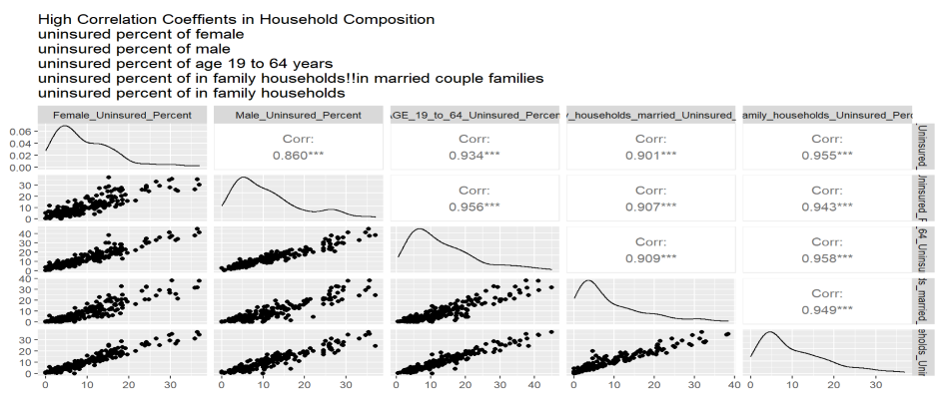 High Correlation Coeffients in Household Composition
uninsured percent of female
uninsured percent of male
uninsured percent of age 19 to 64 years
uninsured percent of in family households!!in married couple families
uninsured percent of in family households
Female_Uninsured_Percent Male_Uninsured_Percent AGE_19_to_64_Uninsured_Percen y_households_married_Uninsured_ amily_households_Uninsured_Perc
0.06
0.04
0.02
0.00
Corr:
0.860***
Corr:
0.934***
Corr:
0.901***
Corr:
0.955***
_Uninsured_
30
20
10
0
Corr:
0.956***
Corr:
0.907***
Corr:
0.943***
40
30
20
10
0
Corr:
0.909***
Corr:
0.958***
_64_Uninsu
40
30
20
10
0
Corr:
0.949***
ds_married_
30
20
10
0
0 10 20 30
0 10 20 30
0 10 20 30 40
0 10 20 30 40
0 10 20 30